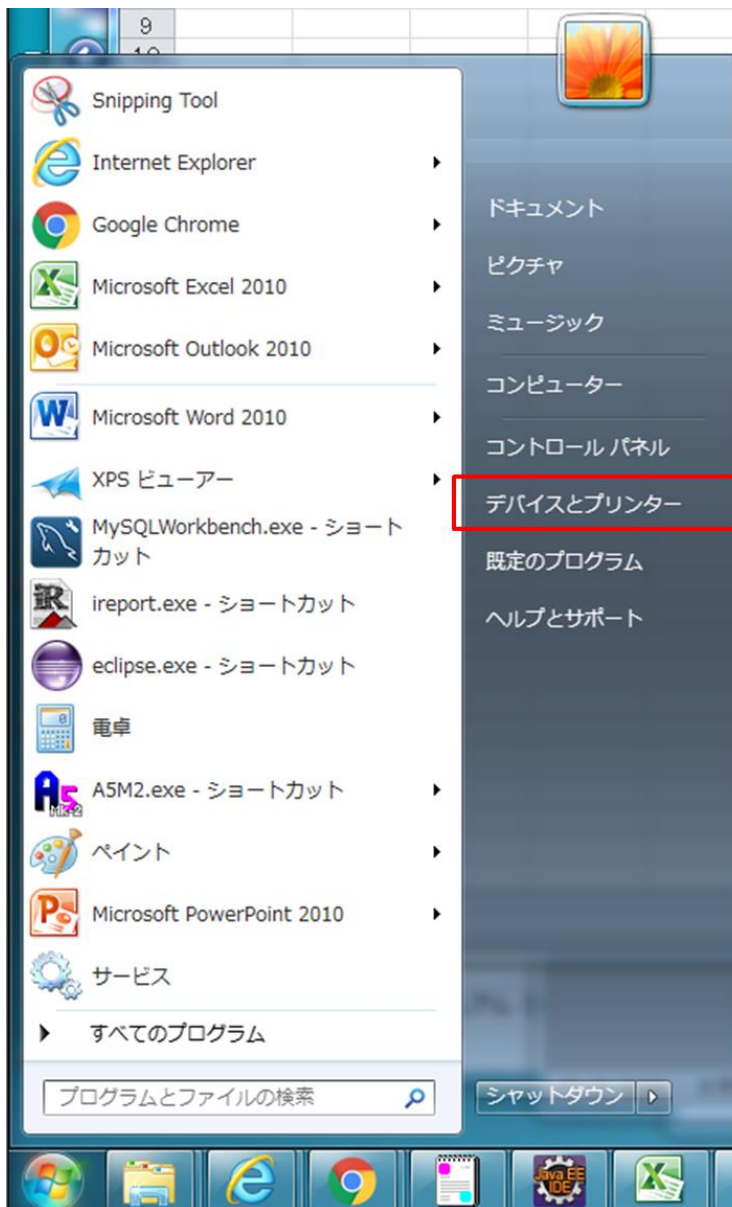 9
Snipping Tool
Internet Explorer
Google Chrome
Microsoft Excel 2010
Microsoft Outlook 2010
Microsoft Word 2010
XPS ビューアー
MySQLWorkbench.exe - ショート
カット
ireport.exe - ショートカット
eclipse.exe - ショートカット
電卓
A5M2.exe - ショートカット
ペイント
Microsoft PowerPoint 2010
サービス
すべてのプログラム
プログラムとファイルの検索
ドキュメント
ピクチャ
ミュージック
コンピューター
コントロール パネル
デバイスとプリンター
既定のプログラム
ヘルプとサポート
シャットダウン
Java EE
IDE